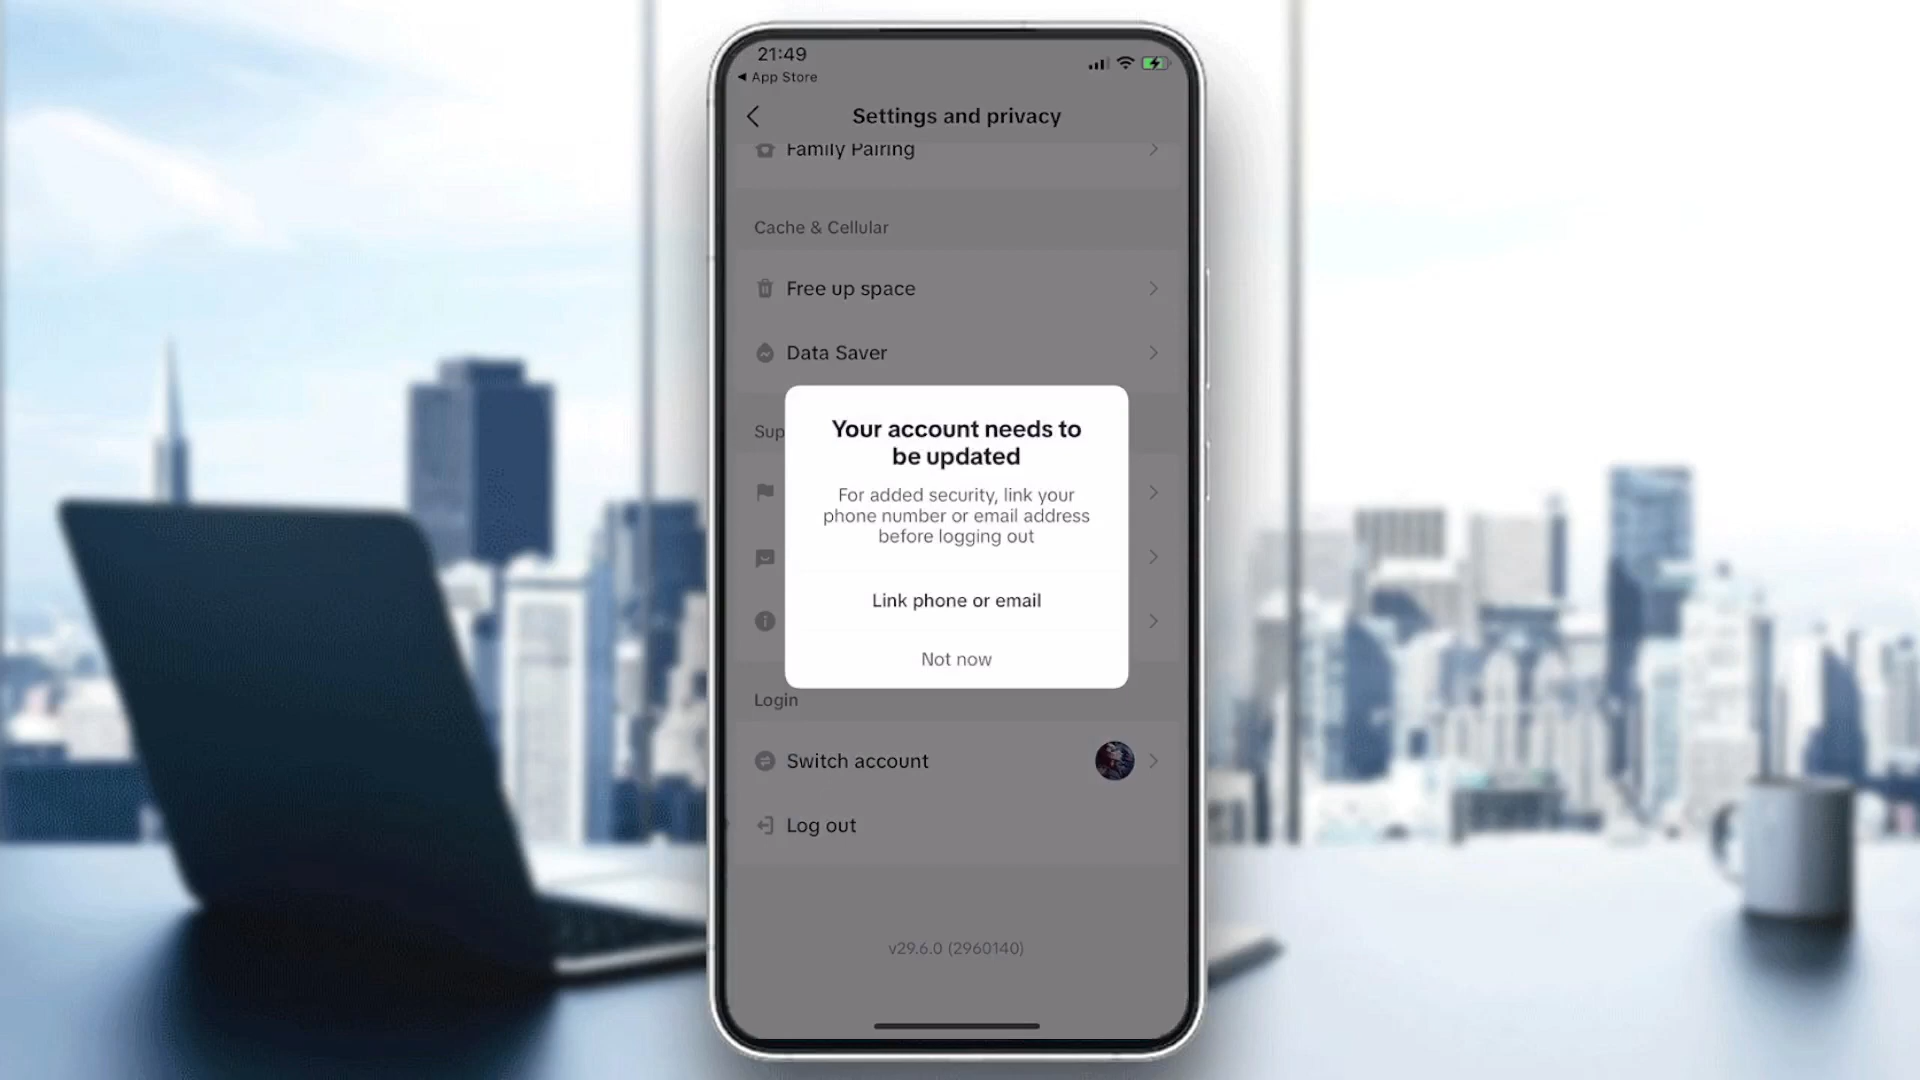 21:49
◀ App Store
Settings and privacy
Family Pairing
Cache & Cellular
Free up space
Data Saver
Sup
Your account needs to
be updated
For added security, link your
phone number or email address
before logging out
Link phone or email
Not now
Login
Switch account
Log out
v29.6.0 (2960140)